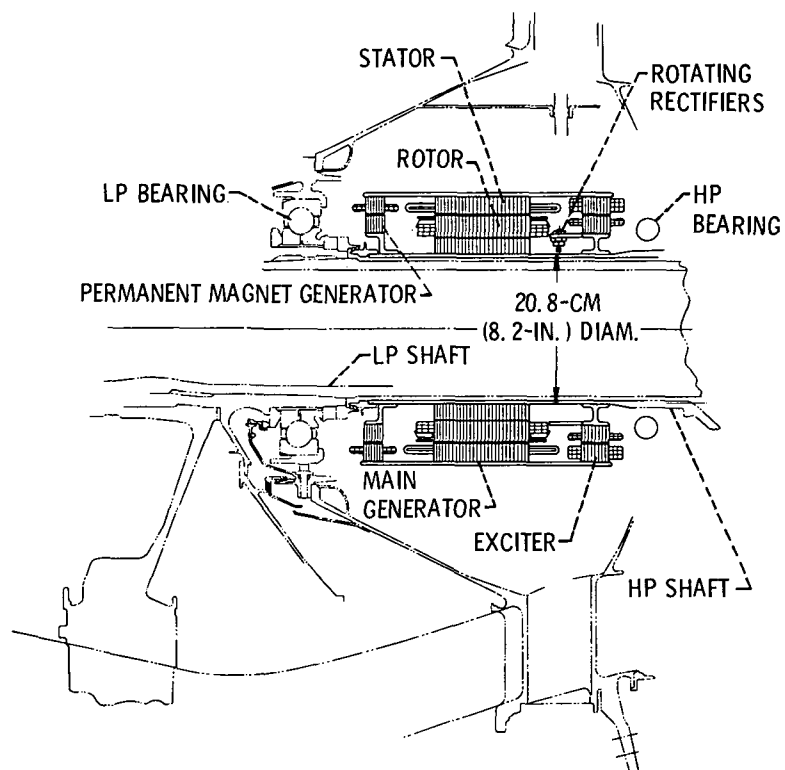 STATOR
ROTATING
RECTIFIERS
ROTOR
LP BEARING
HP
BEARING
PERMANENT MAGNET GENERATOR
20.8-CM
(8.2-IN.) DIAM.
LP SHAFT
MAIN
GENERATOR
EXCITER
HP SHAFT